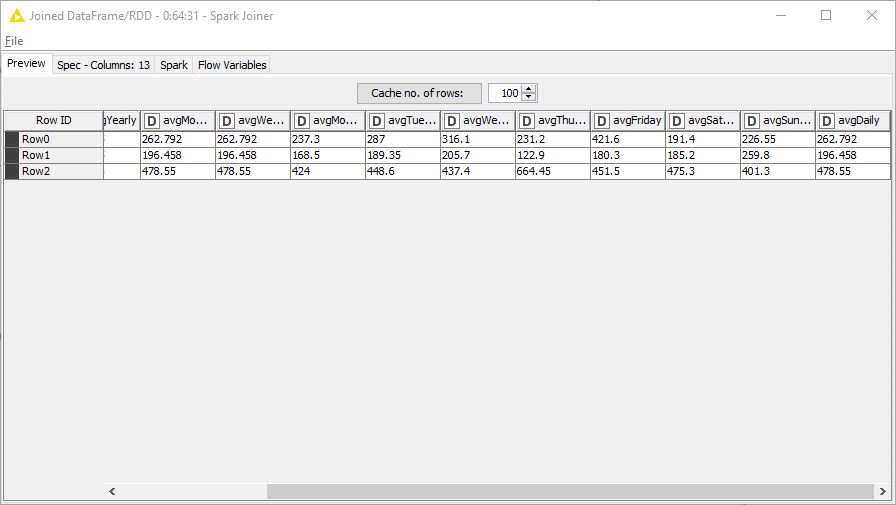 Joined DataFrame/RDD - 0:64:31 - Spark Joiner
File
Preview Spec - Columns: 13 Spark Flow Variables
Cache no. of rows: 100
Row ID gYearly D avgMo... D avgWe... D avgMo... D avgTue... D avgWe... D avgThu... D avgFriday D avgSat... D avgSun... D avgDaily
Row0 262.792 262.792 237.3 287 316.1 231.2 421.6 191.4 226.55 262.792
Row1 196.458 196.458 168.5 189.35 205.7 122.9 180.3 185.2 259.8 196.458
Row2 478.55 478.55 424 448.6 437.4 664.45 451.5 475.3 401.3 478.55